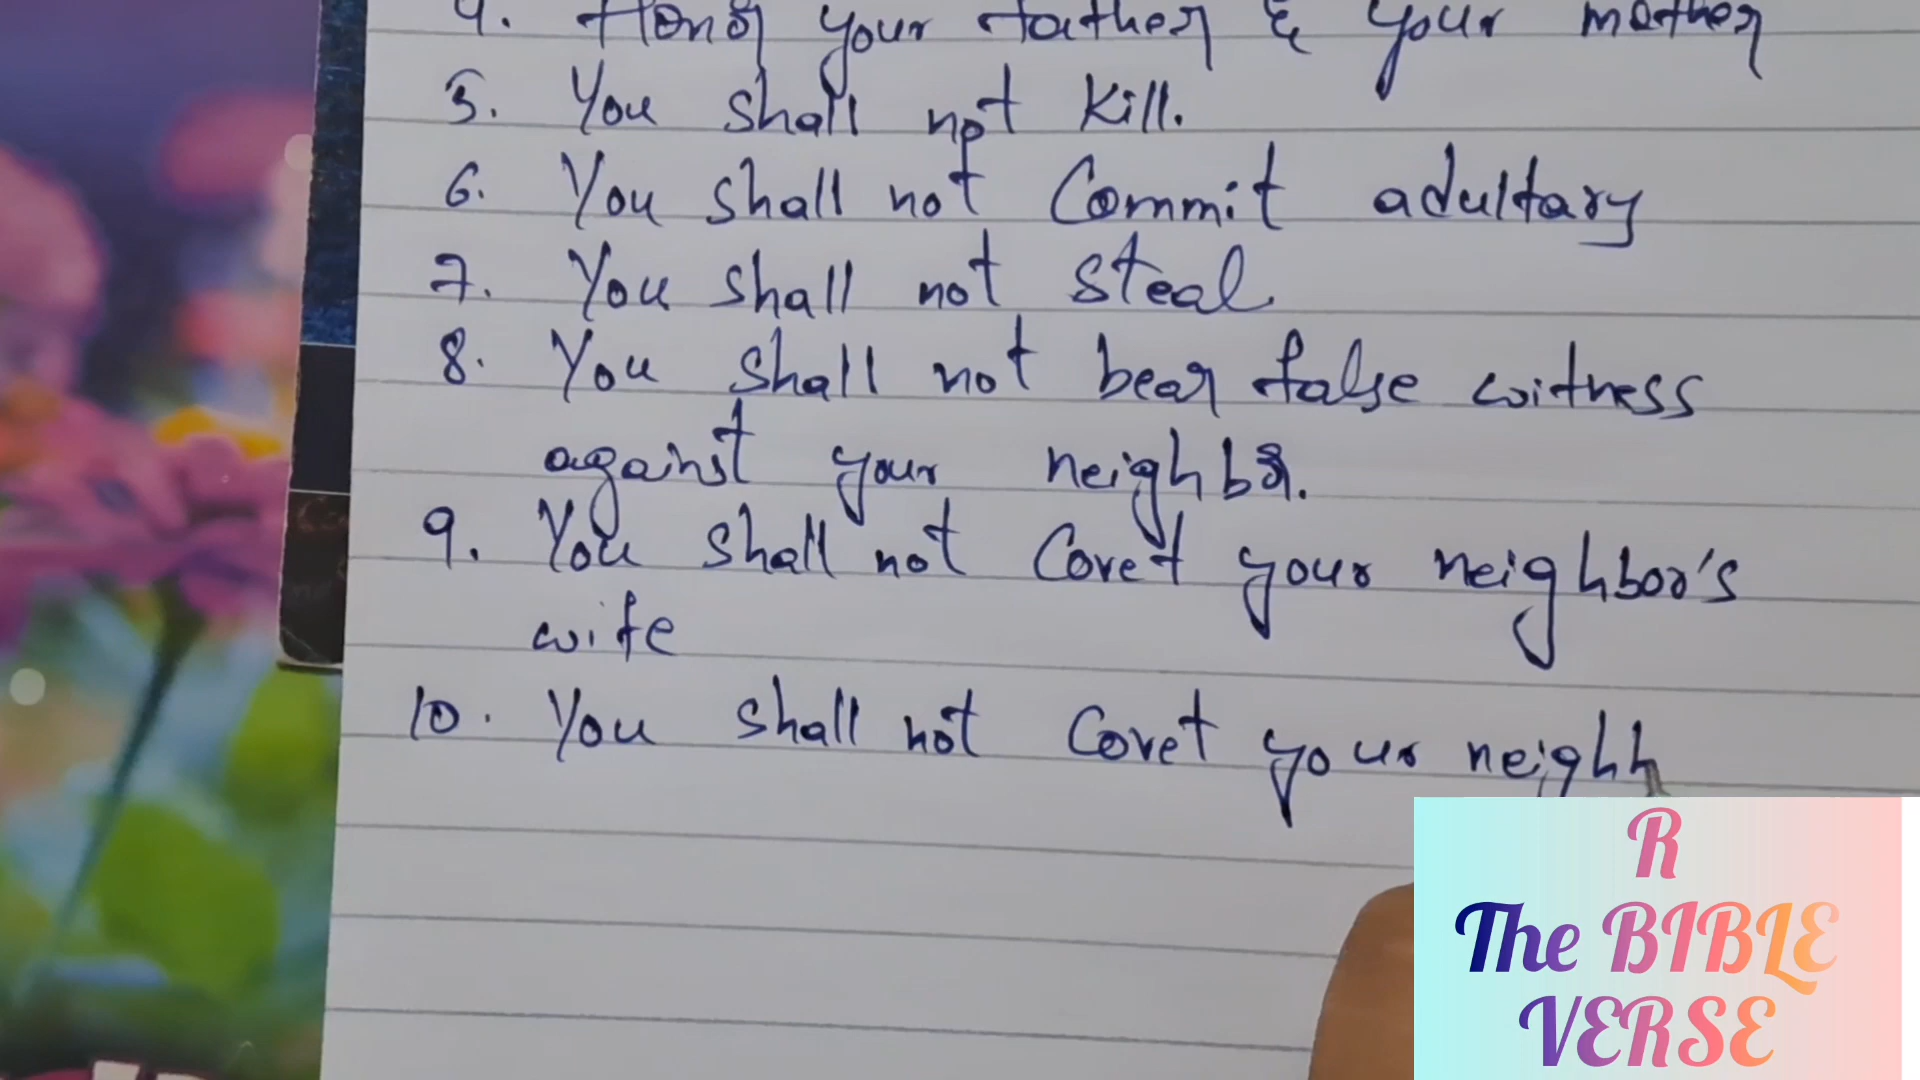 4. Honor your father & your mother
5. You shall not kill.
6. You shall not Commit adultary
7. You shall not steal
8. You shall not bear false witness
against your neighbor.
9. You shall not Covet your neighbor's
wife
10. You shall not Covet your neighb
R
The BIBLE
VERSE